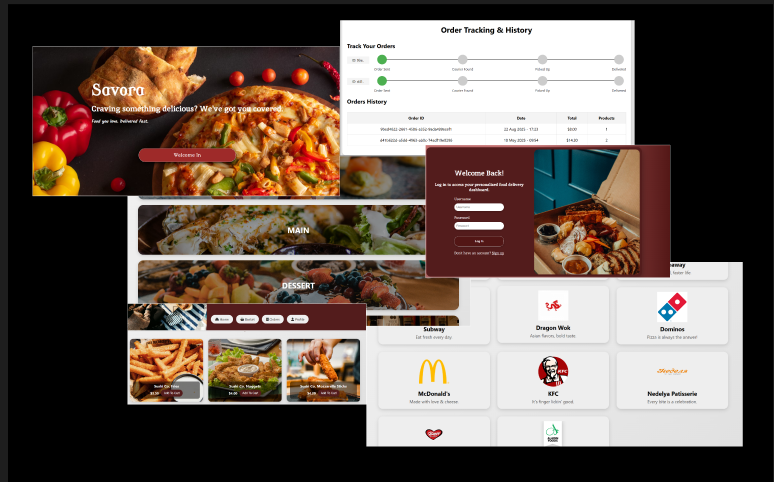 Savora
Craving something delicious? We've got you covered.
Food you love, Delivered fast.
Welcome In
Order Tracking & History
Track Your Orders
Order Sent
Courier Found
Picked Up
Delivered
Order Sent
Courier Found
Picked Up
Delivered
Orders History
Order ID Date Total Products
22 Aug 2025 - 17:23 $0.00 1
18 May 2025 - 09:54 $14.20 2
Welcome Back!
Log in to access your personalized food delivery
dashboard.
Username
Password
Log In
Don't have an account? Sign up
MAIN
DESSERT
Home
Basket
Orders
Profile
Sushi Co. Fries
Add To Cart
Sushi Co. Nuggets
$4.00 Add To Cart
Sushi Co. Mozzarella Sticks
Add To Cart
away
, faster life.
Subway
Eat fresh every day.
Dragon Wok
Asian flavors, bold taste.
Dominos
Pizza is always the answer!
McDonald's
Made with love & cheese.
KFC
KFC
It's finger lickin' good.
Nedelya Patisserie
Every bite is a celebration.